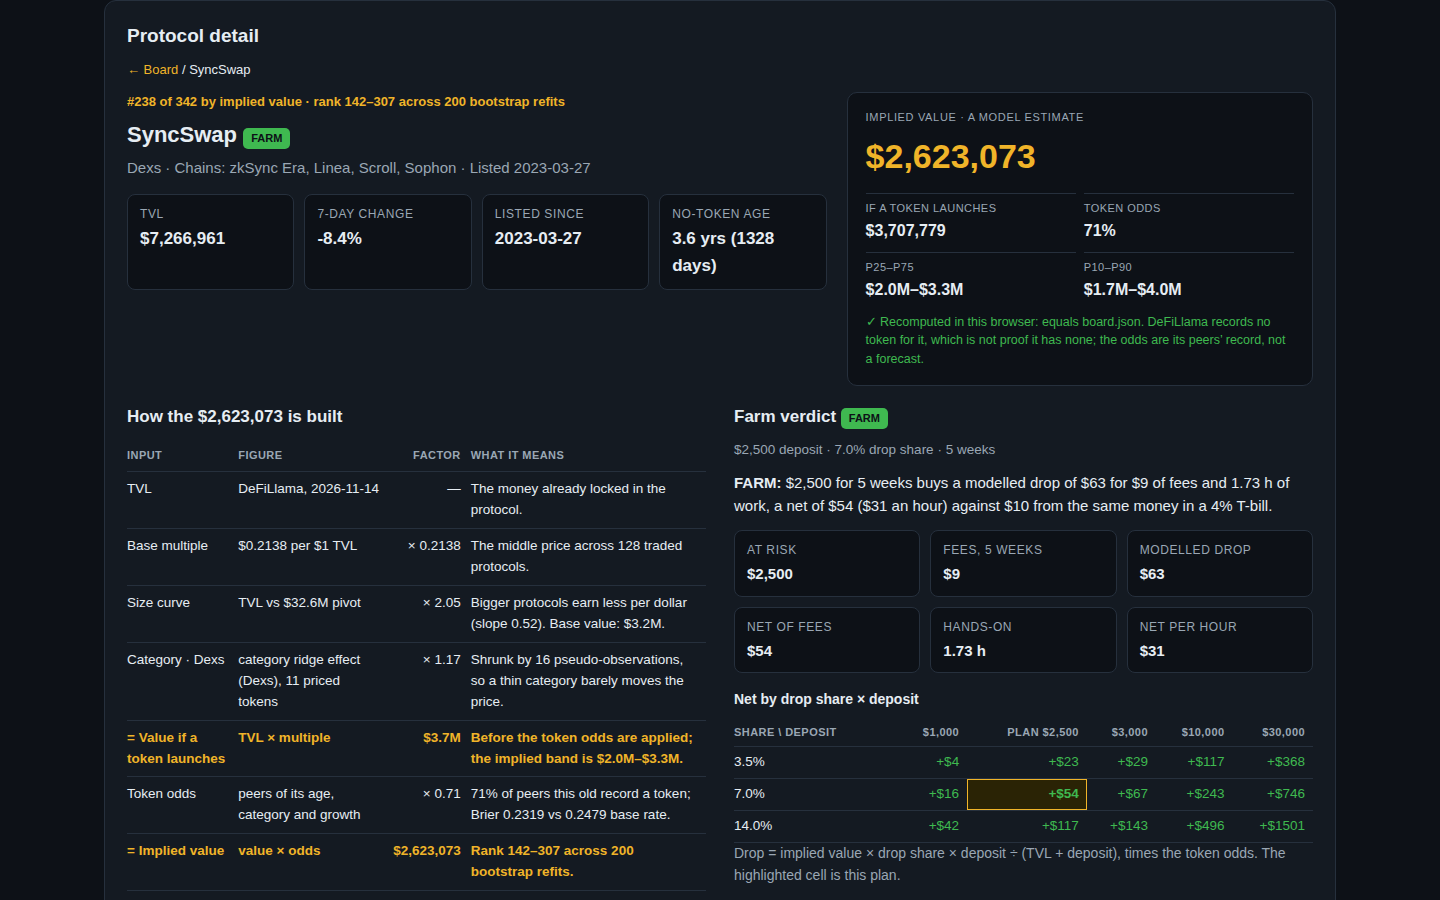 Protocol detail
← Board / SyncSwap
#238 of 342 by implied value · rank 142–307 across 200 bootstrap refits
SyncSwap FARM
Dexs · Chains: zkSync Era, Linea, Scroll, Sophon · Listed 2023-03-27
TVL
$7,266,961
7-DAY CHANGE
-8.4%
LISTED SINCE
2023-03-27
NO-TOKEN AGE
3.6 yrs (1328
days)
IMPLIED VALUE · A MODEL ESTIMATE
$2,623,073
IF A TOKEN LAUNCHES
$3,707,779
TOKEN ODDS
71%
P25–P75
$2.0M–$3.3M
P10–P90
$1.7M–$4.0M
✓ Recomputed in this browser: equals board.json. DeFiLlama records no
token for it, which is not proof it has none; the odds are its peers’ record, not
a forecast.
How the $2,623,073 is built
INPUT FIGURE FACTOR WHAT IT MEANS
TVL DeFiLlama, 2026-11-14 — The money already locked in the
protocol.
Base multiple $0.2138 per $1 TVL × 0.2138 The middle price across 128 traded
protocols.
Size curve TVL vs $32.6M pivot × 2.05 Bigger protocols earn less per dollar
(slope 0.52). Base value: $3.2M.
Category · Dexs category ridge effect × 1.17 Shrunk by 16 pseudo-observations,
(Dexs), 11 priced so a thin category barely moves the
tokens price.
= Value if a TVL × multiple $3.7M Before the token odds are applied;
token launches the implied band is $2.0M–$3.3M.
Token odds peers of its age, × 0.71 71% of peers this old record a token;
category and growth Brier 0.2319 vs 0.2479 base rate.
= Implied value value × odds $2,623,073 Rank 142–307 across 200
bootstrap refits.
Farm verdict FARM
$2,500 deposit · 7.0% drop share · 5 weeks
FARM: $2,500 for 5 weeks buys a modelled drop of $63 for $9 of fees and 1.73 h of
work, a net of $54 ($31 an hour) against $10 from the same money in a 4% T-bill.
AT RISK
$2,500
FEES, 5 WEEKS
$9
MODELLED DROP
$63
NET OF FEES
$54
HANDS-ON
1.73 h
NET PER HOUR
$31
Net by drop share × deposit
SHARE \ DEPOSIT $1,000 PLAN $2,500 $3,000 $10,000 $30,000
3.5% +$4 +$23 +$29 +$117 +$368
7.0% +$16 +$54 +$67 +$243 +$746
14.0% +$42 +$117 +$143 +$496 +$1501
Drop = implied value × drop share × deposit ÷ (TVL + deposit), times the token odds. The
highlighted cell is this plan.